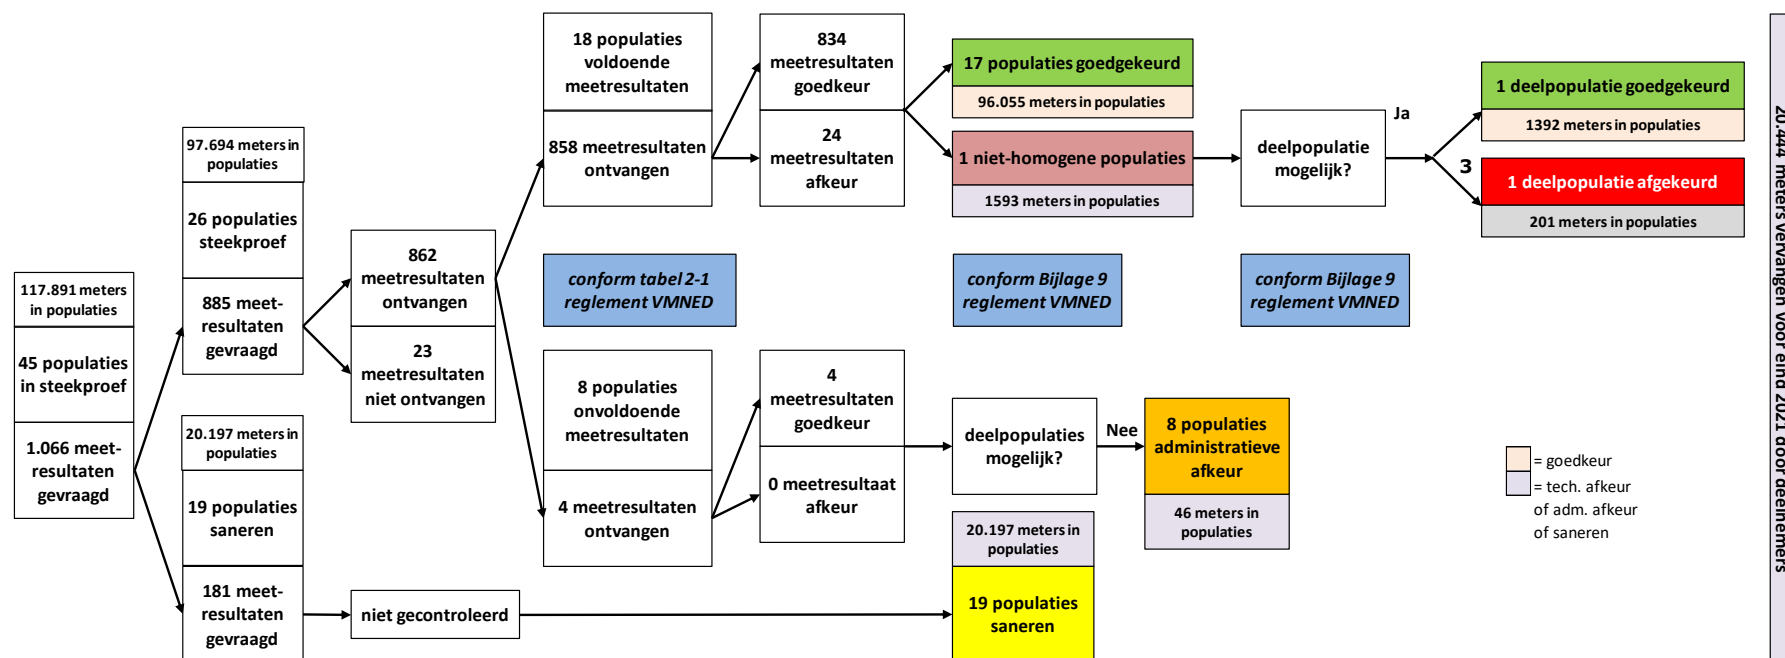 117.891 meters
in populaties
45 populaties
in steekproef
1.066 meet-
resultaten
gevraagd
97.694 meters in
populaties
26 populaties
steekproef
885 meet-
resultaten
gevraagd
20.197 meters in
populaties
19 populaties
saneren
181 meet-
resultaten
gevraagd
862
meetresultaten
ontvangen
23
meetresultaten
niet ontvangen
niet gecontroleerd
18 populaties
voldoende
meetresultaten
858 meetresultaten
ontvangen
conform tabel 2-1
reglement VMNED
8 populaties
onvoldoende
meetresultaten
4 meetresultaten
ontvangen
834
meetresultaten
goedkeur
24
meetresultaten
afkeur
4
meetresultaten
goedkeur
0 meetresultaat
afkeur
17 populaties goedgekeurd
96.055 meters in populaties
1 niet-homogene populaties
1593 meters in populaties
conform Bijlage 9
reglement VMNED
deelpopulaties
mogelijk?
Nee
8 populaties
administratieve
afkeur
46 meters in
populaties
20.197 meters in
populaties
19 populaties
saneren
deelpopulatie
mogelijk?
Ja
conform Bijlage 9
reglement VMNED
3
1 deelpopulatie goedgekeurd
1392 meters in populaties
1 deelpopulatie afgekeurd
201 meters in populaties
= goedkeur
= tech. afkeur
of adm. afkeur
of saneren
20.444 meters vervangen voor eind 2021 door deelnemers